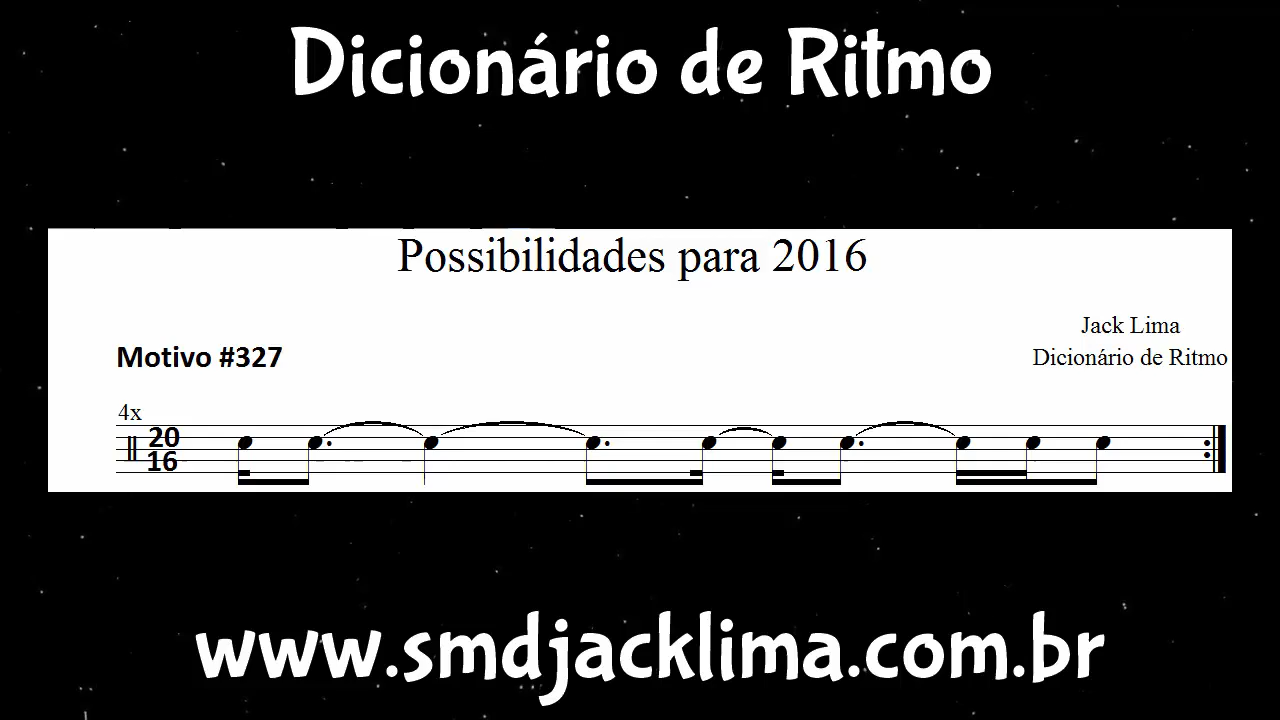 Dicionário de Ritmo
Possibilidades para 2016
Jack Lima
Motivo #327
Dicionário de Ritmo
4x
20
16
www.smdjacklima.com.br